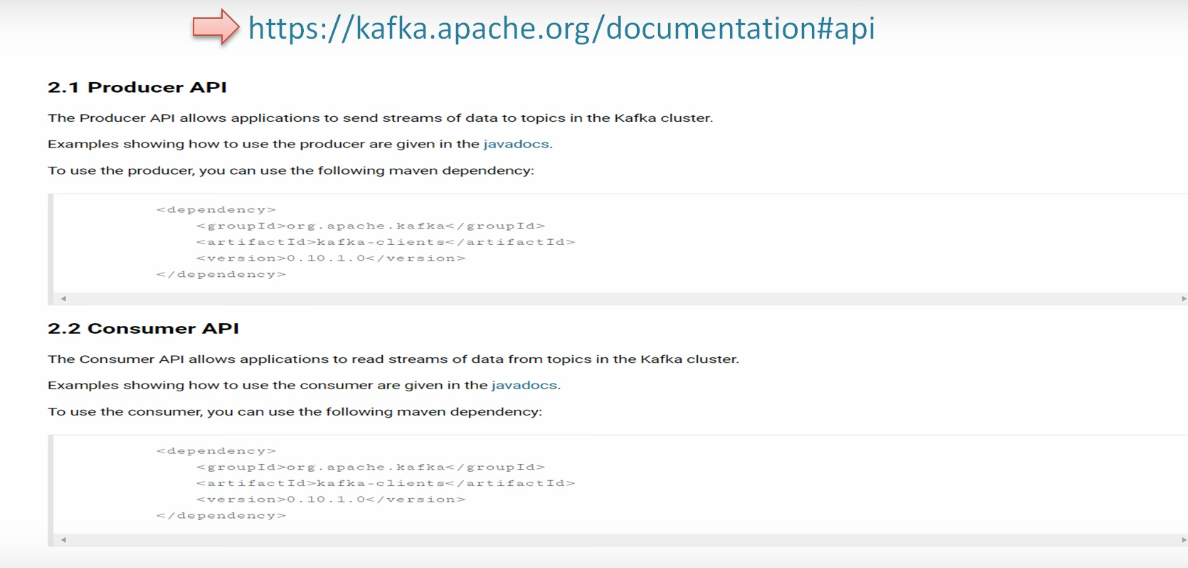 https://kafka.apache.org/documentation#api
2.1 Producer API
The Producer API allows applications to send streams of data to topics in the Kafka cluster.
Examples showing how to use the producer are given in the javadocs.
To use the producer, you can use the following maven dependency:
<dependency>
<groupId>org.apache.kafka</groupId>
<artifactId>kafka-clients</artifactId>
<version>0.10.1.0</version>
</dependency>
2.2 Consumer API
The Consumer API allows applications to read streams of data from topics in the Kafka cluster.
Examples showing how to use the consumer are given in the javadocs.
To use the consumer, you can use the following maven dependency:
<dependency>
<groupId>org.apache.kafka</groupId>
<artifactId>kafka-clients</artifactId>
<version>0.10.1.0</version>
</dependency>